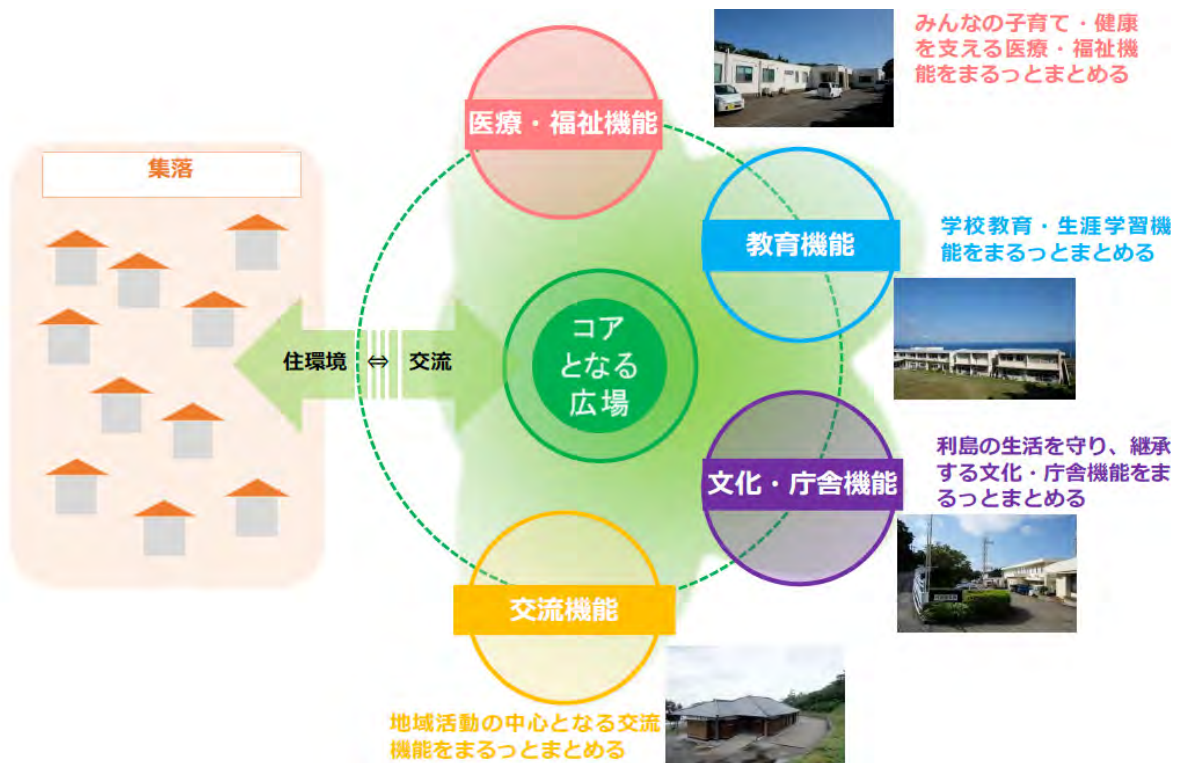 みんなの子育て・健康
を支える医療・福祉機
能をまるっとまとめる
医療・福祉機能
集落
教育機能
学校教育・生涯学習機
能をまるっとまとめる
コア
となる
広場
住環境 ⇔ 交流
文化・庁舎機能
利島の生活を守り、継承
する文化・庁舎機能をま
るっとまとめる
交流機能
地域活動の中心となる交流
機能をまるっとまとめる